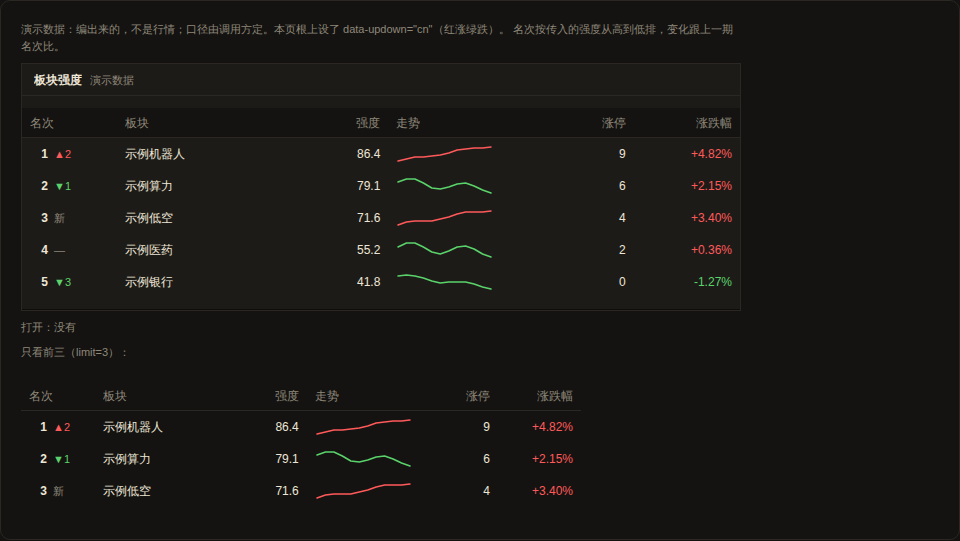 演示数据：编出来的，不是行情；口径由调用方定。本页根上设了 data-updown="cn"（红涨绿跌）。 名次按传入的强度从高到低排，变化跟上一期
名次比。
板块强度 演示数据
名次 板块 强度 走势 涨停 涨跌幅
1 ▲2 示例机器人 86.4 9 +4.82%
2 ▼1 示例算力 79.1 6 +2.15%
3 新 示例低空 71.6 4 +3.40%
4 — 示例医药 55.2 2 +0.36%
5 ▼3 示例银行 41.8 0 -1.27%
打开：没有
只看前三（limit=3）：
名次 板块 强度 走势 涨停 涨跌幅
1 ▲2 示例机器人 86.4 9 +4.82%
2 ▼1 示例算力 79.1 6 +2.15%
3 新 示例低空 71.6 4 +3.40%